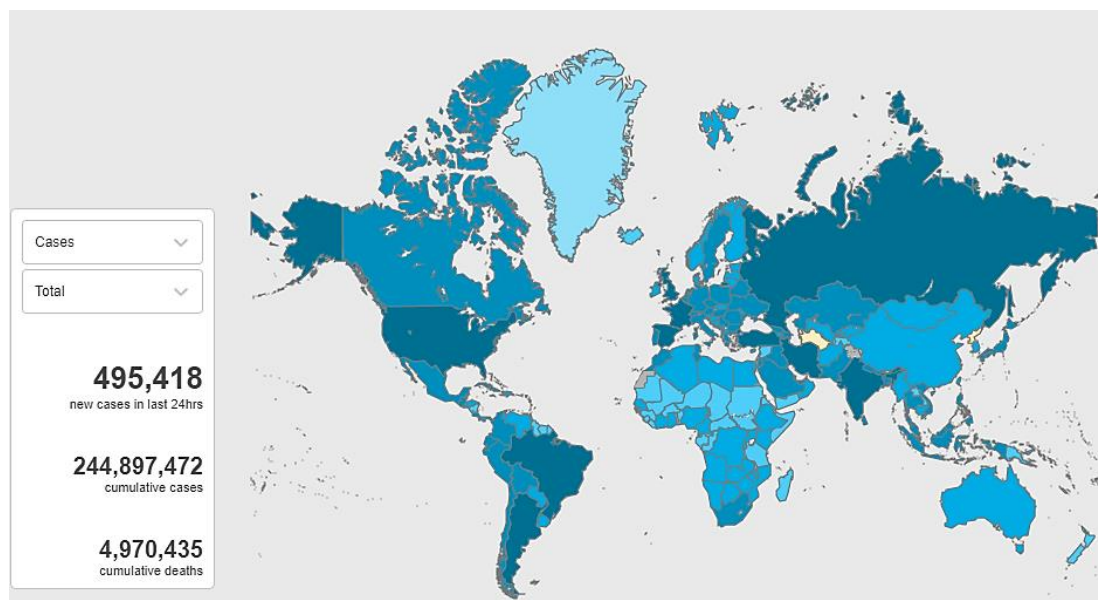 Cases
Total
495,418
new cases in last 24hrs
244,897,472
cumulative cases
4,970,435
cumulative deaths